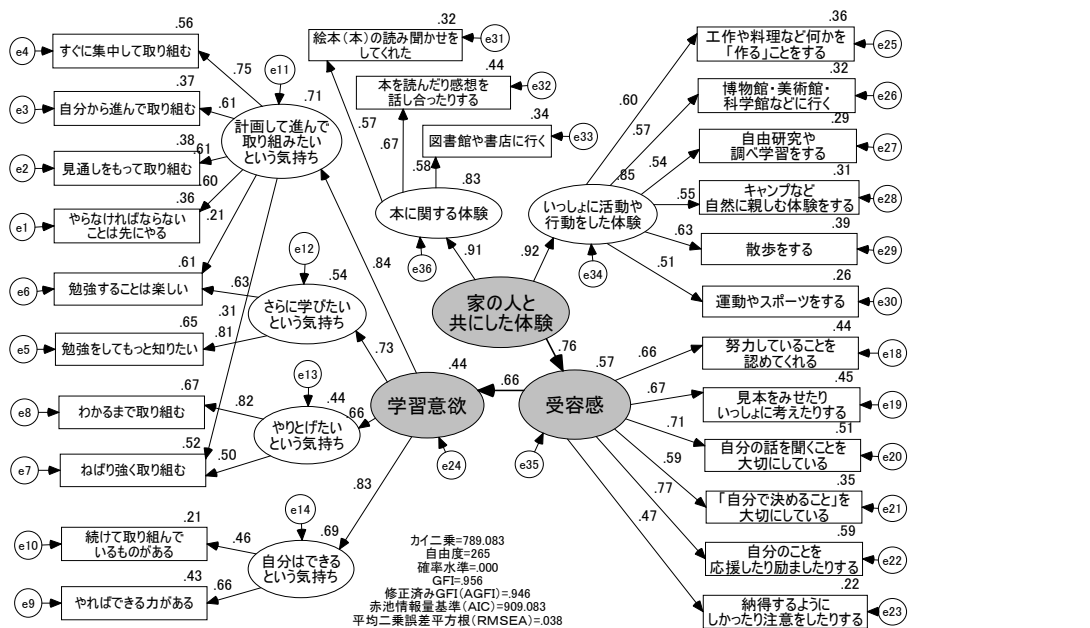 .56
すぐに集中して取り組む
e4
.75
e11
.37
自分から進んで取り組む
e3
.61
.71
計画して進んで
取り組みたい
という気持ち
.38
見通しをもって取り組む
e2
.61
.60
.36
やらなければならない
ことは先にやる
e1
.21
.61
勉強することは楽しい
e6
.63
e12
.54
さらに学びたい
という気持ち
.31
.65
勉強をしてもっと知りたい
e5
.81
.84
.73
.67
わかるまで取り組む
e8
.82
e13
.44
やりとげたい
という気持ち
.66
.52
ねばり強く取り組む
e7
.50
.21
続けて取り組んで
いるものがある
e10
.46
e14
.69
自分はできる
という気持ち
.83
.43
やればできる力がある
e9
.66
.32
絵本(本)の読み聞かせを
してくれた
e31
.44
本を読んだり感想を
話し合ったりする
e32
.34
図書館や書店に行く
e33
.57
.67
.58
.83
本に関する体験
e36
.91
.92
家の人と
共にした体験
.76
.44
学習意欲
e24
.66
.57
受容感
e35
.85
いっしょに活動や
行動をした体験
e34
.36
工作や料理など何かを
「作る」ことをする
e25
.60
.32
博物館・美術館・
科学館などに行く
e26
.57
.29
自由研究や
調べ学習をする
e27
.54
.31
キャンプなど
自然に親しむ体験をする
e28
.55
.39
散歩をする
e29
.63
.26
運動やスポーツをする
e30
.51
.44
努力していることを
認めてくれる
e18
.66
.45
見本をみせたり
いっしょに考えたりする
e19
.67
.51
自分の話を聞くことを
大切にしている
e20
.71
.35
「自分で決めること」を
大切にしている
e21
.59
.59
自分のことを
応援したり励ましたりする
e22
.77
.22
納得するように
しかったり注意をしたりする
e23
.47
カイ二乗=789.083
自由度=265
確率水準=.000
GFI=.956
修正済みGFI(AGFI)=.946
赤池情報量基準(AIC)=909.083
平均二乗誤差平方根(RMSEA)=.038